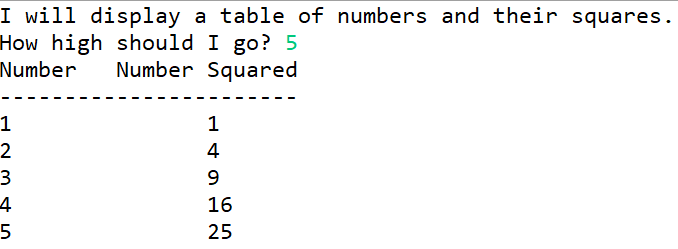 I will display a table of numbers and their squares.
How high should I go? 5
Number   Number Squared
-----------------------
1               1
2               4
3               9
4               16
5               25